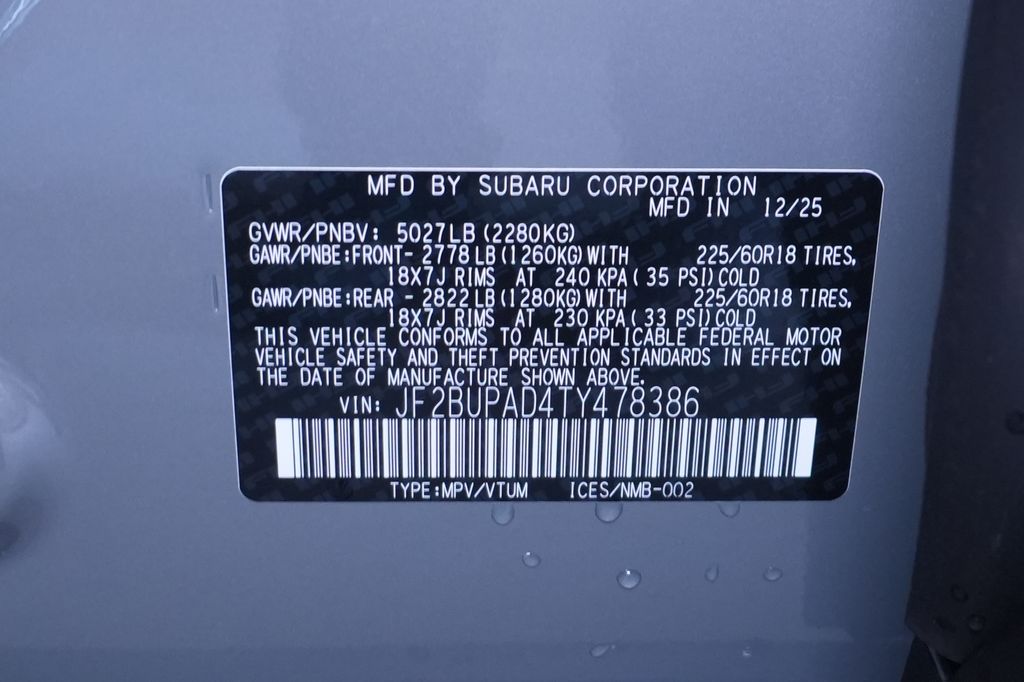 MFD BY SUBARU CORPORATION
MFD IN 12/25
GVWR/PNBV: 5027LB (2280KG)
GAWR/PNBE:FRONT- 2778 LB (1260KG) WITH 225/60R18 TIRES,
18X7J RIMS AT 240 KPA ( 35 PSI) COLD
GAWR/PNBE:REAR - 2822 LB (1280KG) WITH 225/60R18 TIRES,
18X7J RIMS AT 230 KPA ( 33 PSI) COLD
THIS VEHICLE CONFORMS TO ALL APPLICABLE FEDERAL MOTOR
VEHICLE SAFETY AND THEFT PREVENTION STANDARDS IN EFFECT ON
THE DATE OF MANUFACTURE SHOWN ABOVE.
VIN: JF2BUPAD4TY478386
TYPE:MPV/VTUM ICES/NMB-002